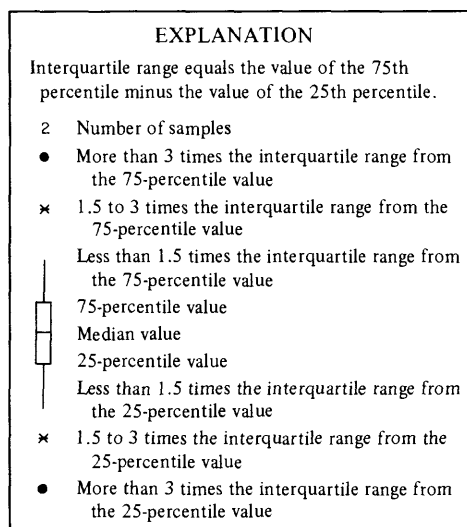 EXPLANATION
Interquartile range equals the value of the 75th
percentile minus the value of the 25th percentile.
2 Number of samples
● More than 3 times the interquartile range from
the 75-percentile value
* 1.5 to 3 times the interquartile range from the
75-percentile value
Less than 1.5 times the interquartile range from
the 75-percentile value
75-percentile value
Median value
25-percentile value
Less than 1.5 times the interquartile range from
the 25-percentile value
* 1.5 to 3 times the interquartile range from the
25-percentile value
● More than 3 times the interquartile range from
the 25-percentile value